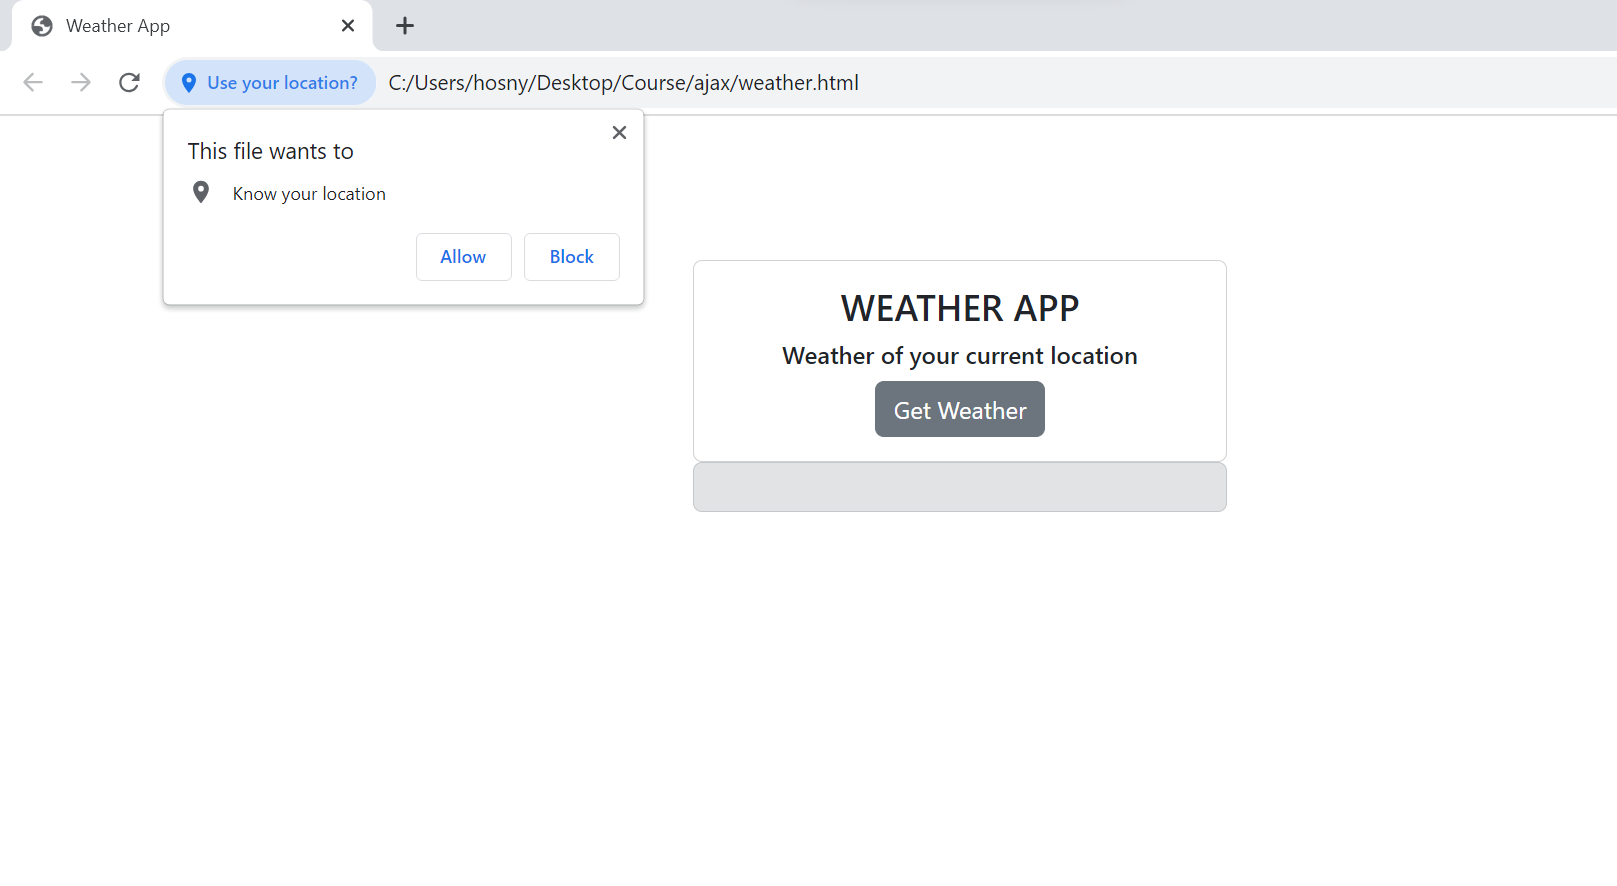 Weather App
Use your location? C:/Users/hosny/Desktop/Course/ajax/weather.html
This file wants to
Know your location
Allow Block
WEATHER APP
Weather of your current location
Get Weather